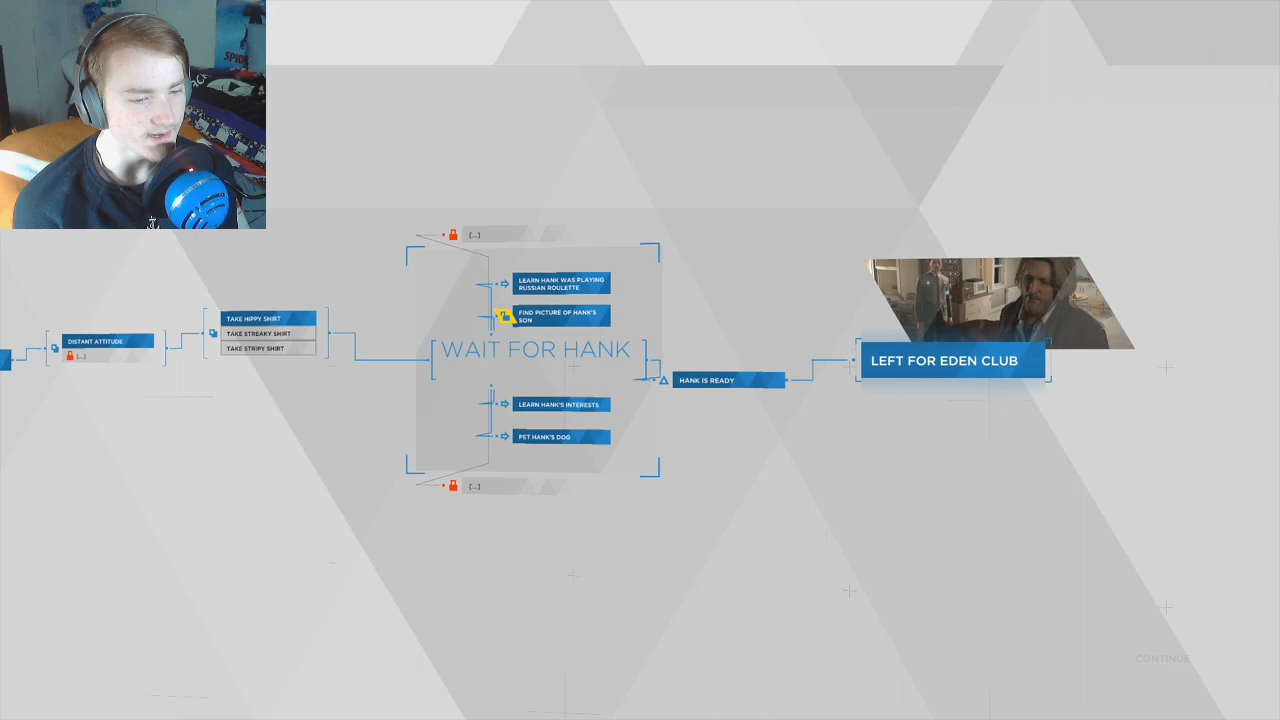 SPID
DISTANT ATTITUDE
[...]
TAKE HIPPY SHIRT
TAKE STREAKY SHIRT
TAKE STRIPY SHIRT
[...]
LEARN HANK WAS PLAYING
RUSSIAN ROULETTE
FIND PICTURE OF HANK'S
SON
WAIT FOR HANK
LEARN HANK'S INTERESTS
PET HANK'S DOG
[...]
HANK IS READY
LEFT FOR EDEN CLUB
CONTINUE